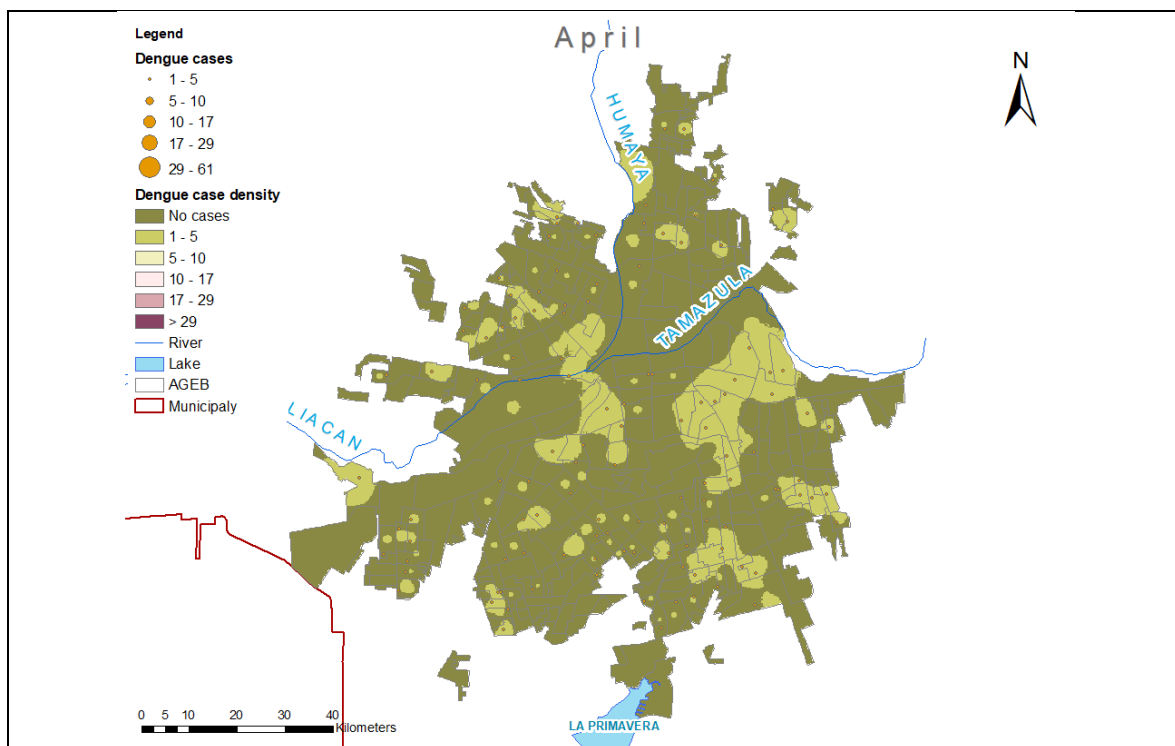 April
Legend
Dengue cases
1 - 5
5 - 10
10 - 17
17 - 29
29 - 61
Dengue case density
No cases
1 - 5
5 - 10
10 - 17
17 - 29
> 29
River
Lake
AGEB
Municipaly
N
HUMAYA
TAMAZULA
LIACAN
LA PRIMAVERA
0 5 10 20 30 40 Kilometers